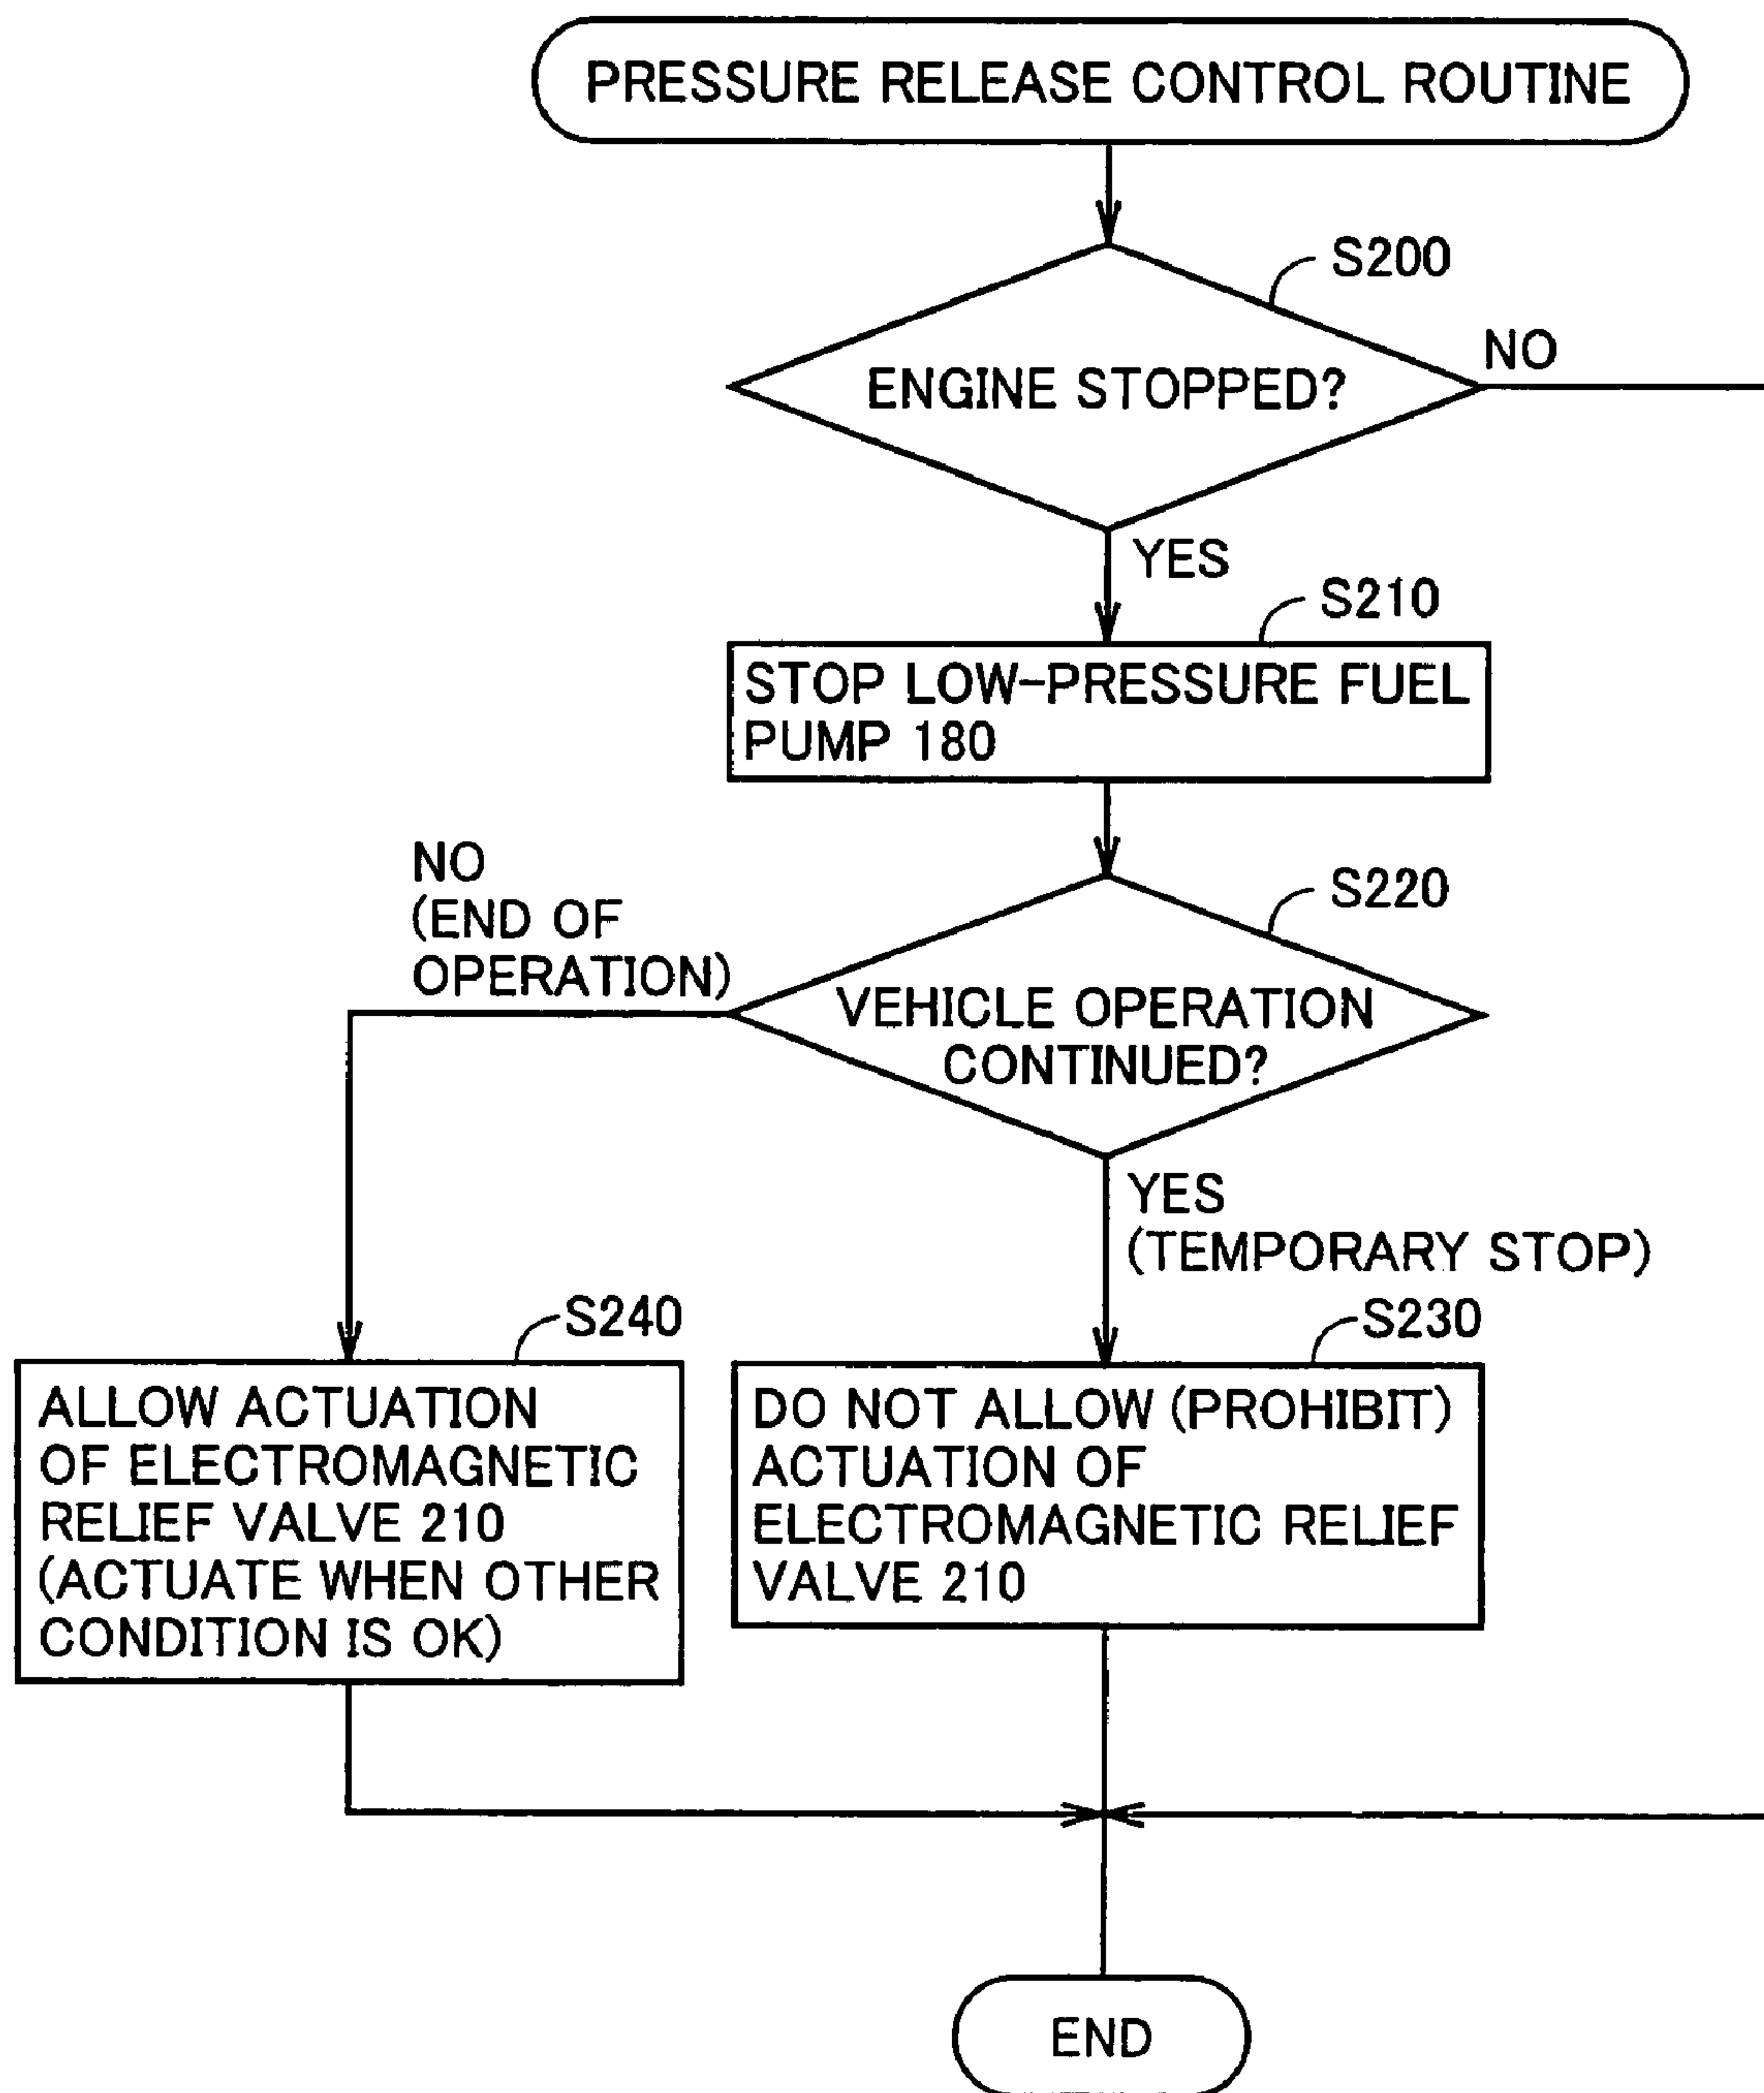 PRESSURE RELEASE CONTROL ROUTINE
S200
ENGINE STOPPED?
NO
YES
S210
STOP LOW-PRESSURE FUEL
PUMP 180
NO
(END OF
OPERATION)
S220
VEHICLE OPERATION
CONTINUED?
YES
(TEMPORARY STOP)
S240
ALLOW ACTUATION
OF ELECTROMAGNETIC
RELIEF VALVE 210
(ACTUATE WHEN OTHER
CONDITION IS OK)
S230
DO NOT ALLOW (PROHIBIT)
ACTUATION OF
ELECTROMAGNETIC RELIEF
VALVE 210
END